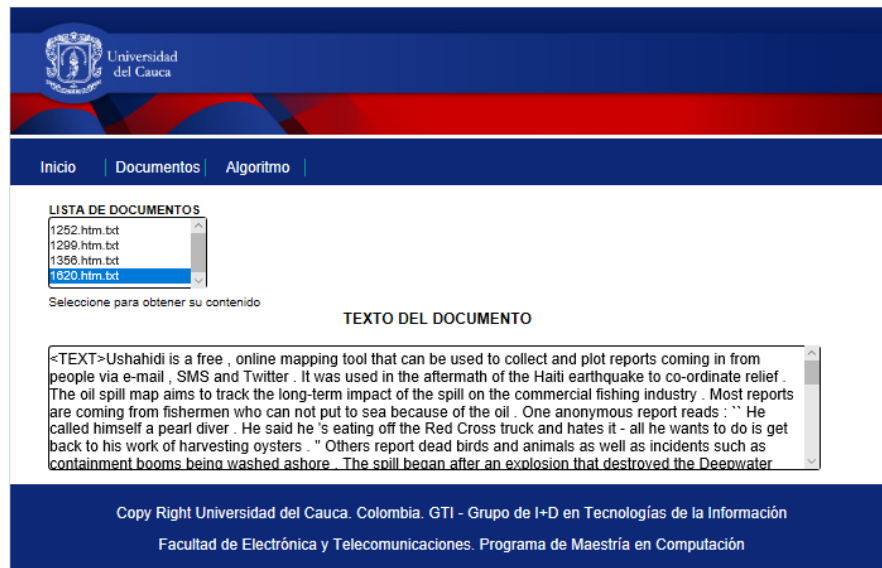 Universidad
del Cauca
Inicio Documentos Algoritmo
LISTA DE DOCUMENTOS
1252.htm.txt
1299.htm.txt
1356.htm.txt
1620.htm.txt
Seleccione para obtener su contenido
TEXTO DEL DOCUMENTO
<TEXT>Ushahidi is a free , online mapping tool that can be used to collect and plot reports coming in from
people via e-mail , SMS and Twitter . It was used in the aftermath of the Haiti earthquake to co-ordinate relief .
The oil spill map aims to track the long-term impact of the spill on the commercial fishing industry . Most reports
are coming from fishermen who can not put to sea because of the oil . One anonymous report reads : `` He
called himself a pearl diver . He said he 's eating off the Red Cross truck and hates it - all he wants to do is get
back to his work of harvesting oysters . " Others report dead birds and animals as well as incidents such as
containment booms being washed ashore . The spill began after an explosion that destroyed the Deepwater
Copy Right Universidad del Cauca. Colombia. GTI - Grupo de I+D en Tecnologías de la Información
Facultad de Electrónica y Telecomunicaciones. Programa de Maestría en Computación